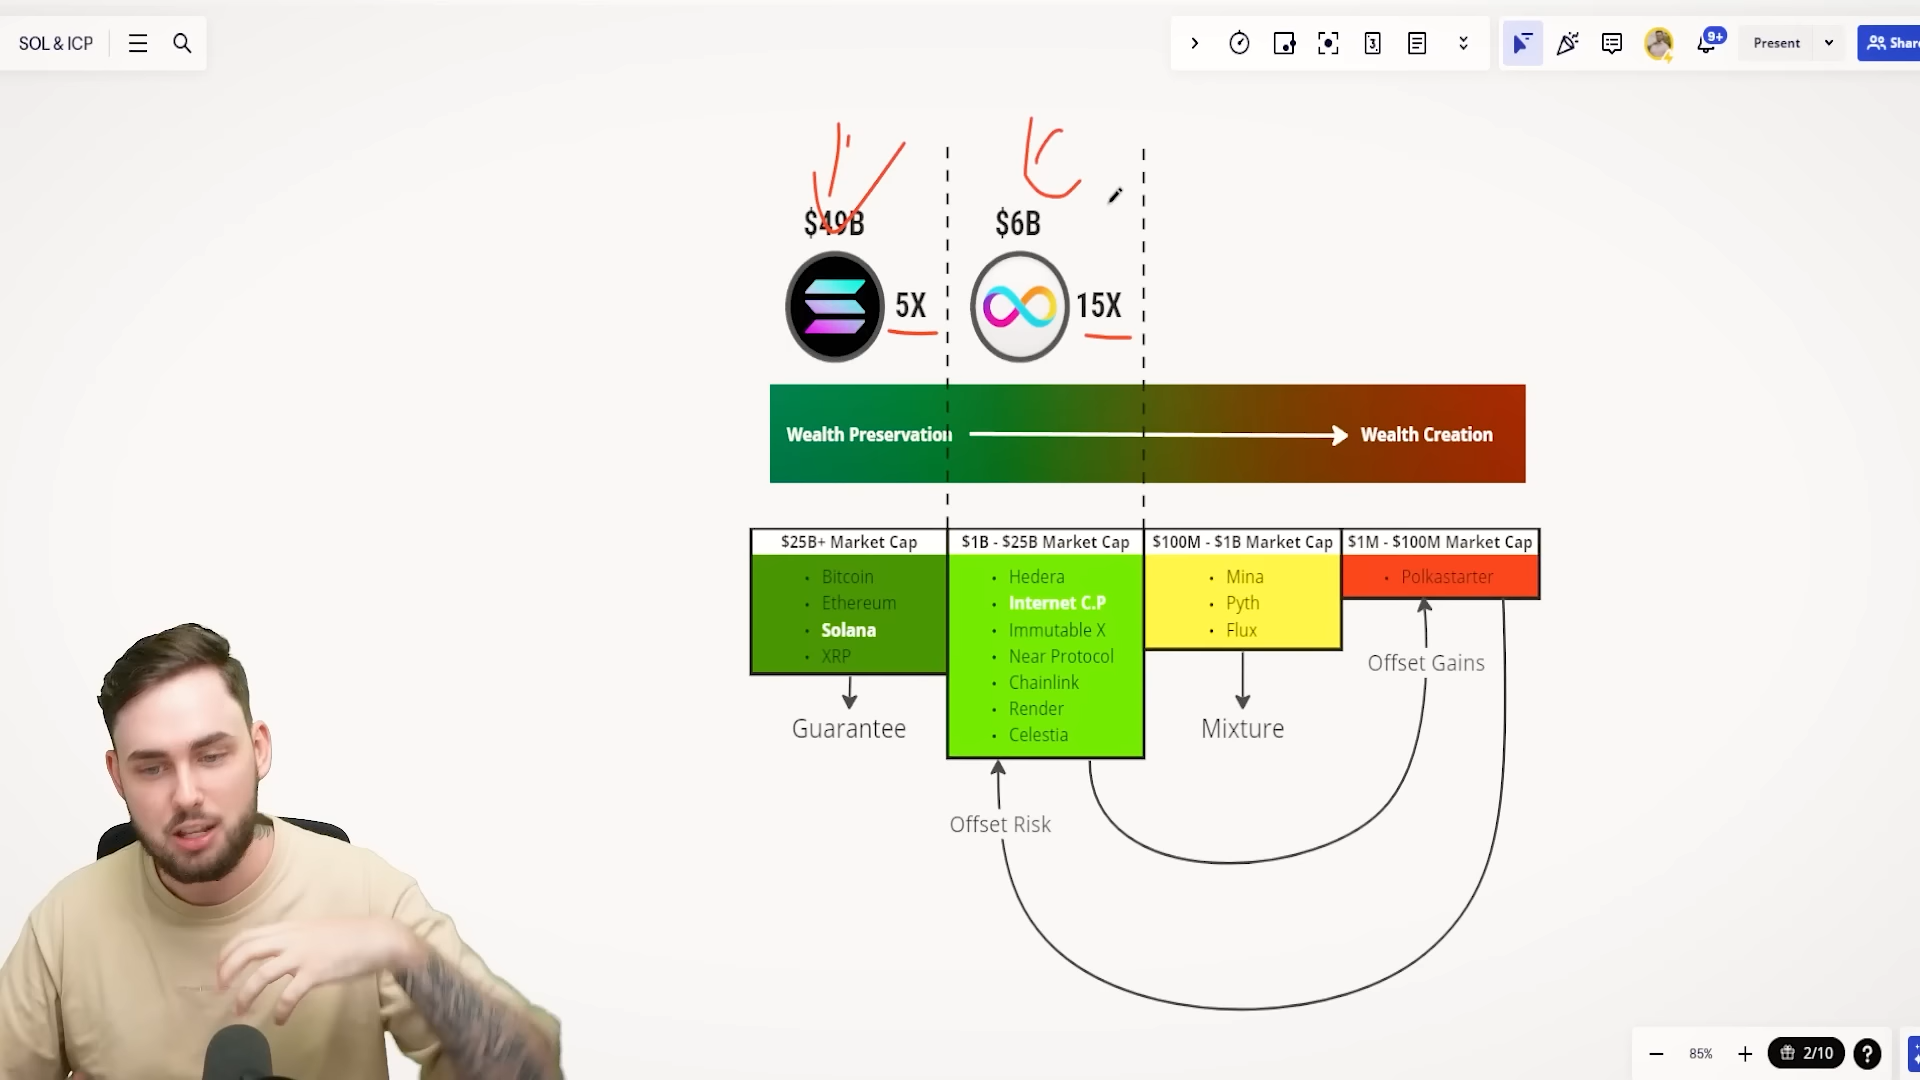 SOL & ICP
3
9+
Present
Share
$49B
$6B
5X
15X
Wealth Preservation
Wealth Creation
$25B+ Market Cap
• Bitcoin
• Ethereum
• Solana
• XRP
$1B - $25B Market Cap
• Hedera
• Internet C.P
• Immutable X
• Near Protocol
• Chainlink
• Render
• Celestia
$100M - $1B Market Cap
• Mina
• Pyth
• Flux
$1M - $100M Market Cap
• Polkastarter
Guarantee
Mixture
Offset Gains
Offset Risk
85%
2/10
?